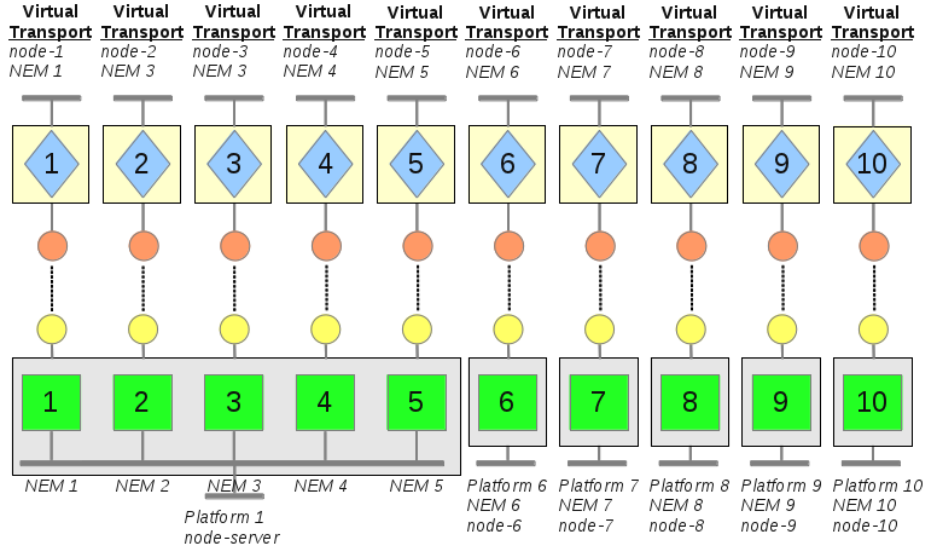 Virtual Virtual Virtual Virtual Virtual Virtual Virtual Virtual Virtual Virtual
Transport Transport Transport Transport Transport Transport Transport Transport Transport Transport
node-1 node-2 node-3 node-4 node-5 node-6 node-7 node-8 node-9 node-10
NEM 1 NEM 3 NEM 3 NEM 4 NEM 5 NEM 6 NEM 7 NEM 8 NEM 9 NEM 10
1 2 3 4 5 6 7 8 9 10
1 2 3 4 5 6 7 8 9 10
NEM 1 NEM 2 NEM 3 NEM 4 NEM 5 Platform 6 Platform 7 Platform 8 Platform 9 Platform 10
NEM 6 NEM 7 NEM 8 NEM 9 NEM 10
Platform 1 node-6 node-7 node-8 node-9 node-10
node-server